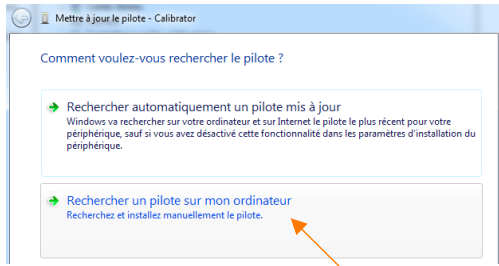 Mettre à jour le pilote - Calibrator
Comment voulez-vous rechercher le pilote ?
Rechercher automatiquement un pilote mis à jour
Windows va rechercher sur votre ordinateur et sur Internet le pilote le plus récent pour votre
périphérique, sauf si vous avez désactivé cette fonctionnalité dans les paramètres d'installation du
périphérique.
Rechercher un pilote sur mon ordinateur
Recherchez et installez manuellement le pilote.